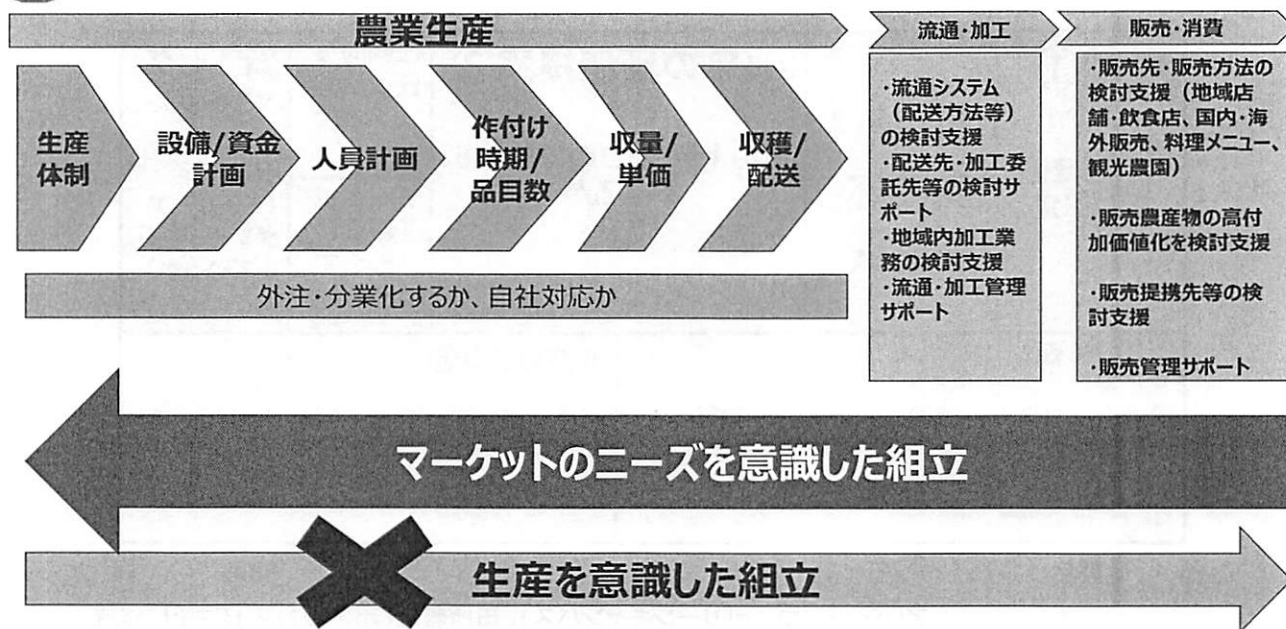 農業生産
流通・加工
販売・消費
生産
体制
設備/資金
計画
人員計画
作付け
時期/
品目数
収量/
単価
収穫/
配送
・流通システム
（配送方法等）
の検討支援
・配送先・加工委
託先等の検討サ
ポート
・地域内加工業
務の検討支援
・流通・加工管理
サポート
・販売先・販売方法の
検討支援（地域店
舗・飲食店、国内・海
外販売、料理メニュー、
観光農園）
・販売農産物の高付
加価値化を検討支援
・販売提携先等の検
討支援
・販売管理サポート
外注・分業化するか、自社対応か
マーケットのニーズを意識した組立
生産を意識した組立